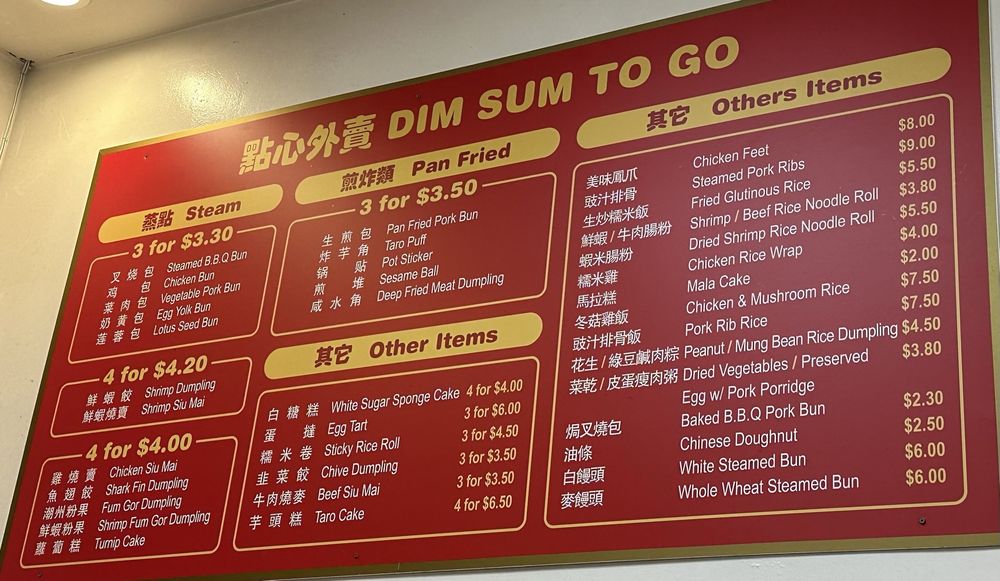 點心外賣 DIM SUM TO GO
蒸點 Steam
3 for $3.30
叉燒包 Steamed B.B.Q Bun
鸡包 Chicken Bun
菜肉包 Vegetable Pork Bun
奶黃包 Egg Yolk Bun
蓮蓉包 Lotus Seed Bun
4 for $4.20
鮮蝦餃 Shrimp Dumpling
鮮蝦燒賣 Shrimp Siu Mai
4 for $4.00
雞燒賣 Chicken Siu Mai
魚翅餃 Shark Fin Dumpling
潮州粉果 Fum Gor Dumpling
鮮蝦粉果 Shrimp Fum Gor Dumpling
蘿蔔糕 Turnip Cake
煎炸類 Pan Fried
3 for $3.50
生煎包 Pan Fried Pork Bun
炸芋角 Taro Puff
锅贴 Pot Sticker
煎堆 Sesame Ball
咸水角 Deep Fried Meat Dumpling
其它 Other Items
白糖糕 White Sugar Sponge Cake 4 for $4.00
蛋撻 Egg Tart 3 for $6.00
糯米卷 Sticky Rice Roll 3 for $4.50
韭菜餃 Chive Dumpling 3 for $3.50
牛肉燒麥 Beef Siu Mai 3 for $3.50
芋頭糕 Taro Cake 4 for $6.50
其它 Others Items
美味鳳爪 Chicken Feet $8.00
豉汁排骨 Steamed Pork Ribs $9.00
生炒糯米飯 Fried Glutinous Rice $5.50
鮮蝦/牛肉腸粉 Shrimp / Beef Rice Noodle Roll $3.80
蝦米腸粉 Dried Shrimp Rice Noodle Roll $5.50
糯米雞 Chicken Rice Wrap $4.00
馬拉糕 Mala Cake $2.00
冬菇雞飯 Chicken & Mushroom Rice $7.50
豉汁排骨飯 Pork Rib Rice $7.50
花生/綠豆鹹肉粽 Peanut / Mung Bean Rice Dumpling $4.50
菜乾/皮蛋瘦肉粥 Dried Vegetables / Preserved $3.80
Egg w/ Pork Porridge
焗叉燒包 Baked B.B.Q Pork Bun $2.30
油條 Chinese Doughnut $2.50
白饅頭 White Steamed Bun $6.00
麥饅頭 Whole Wheat Steamed Bun $6.00